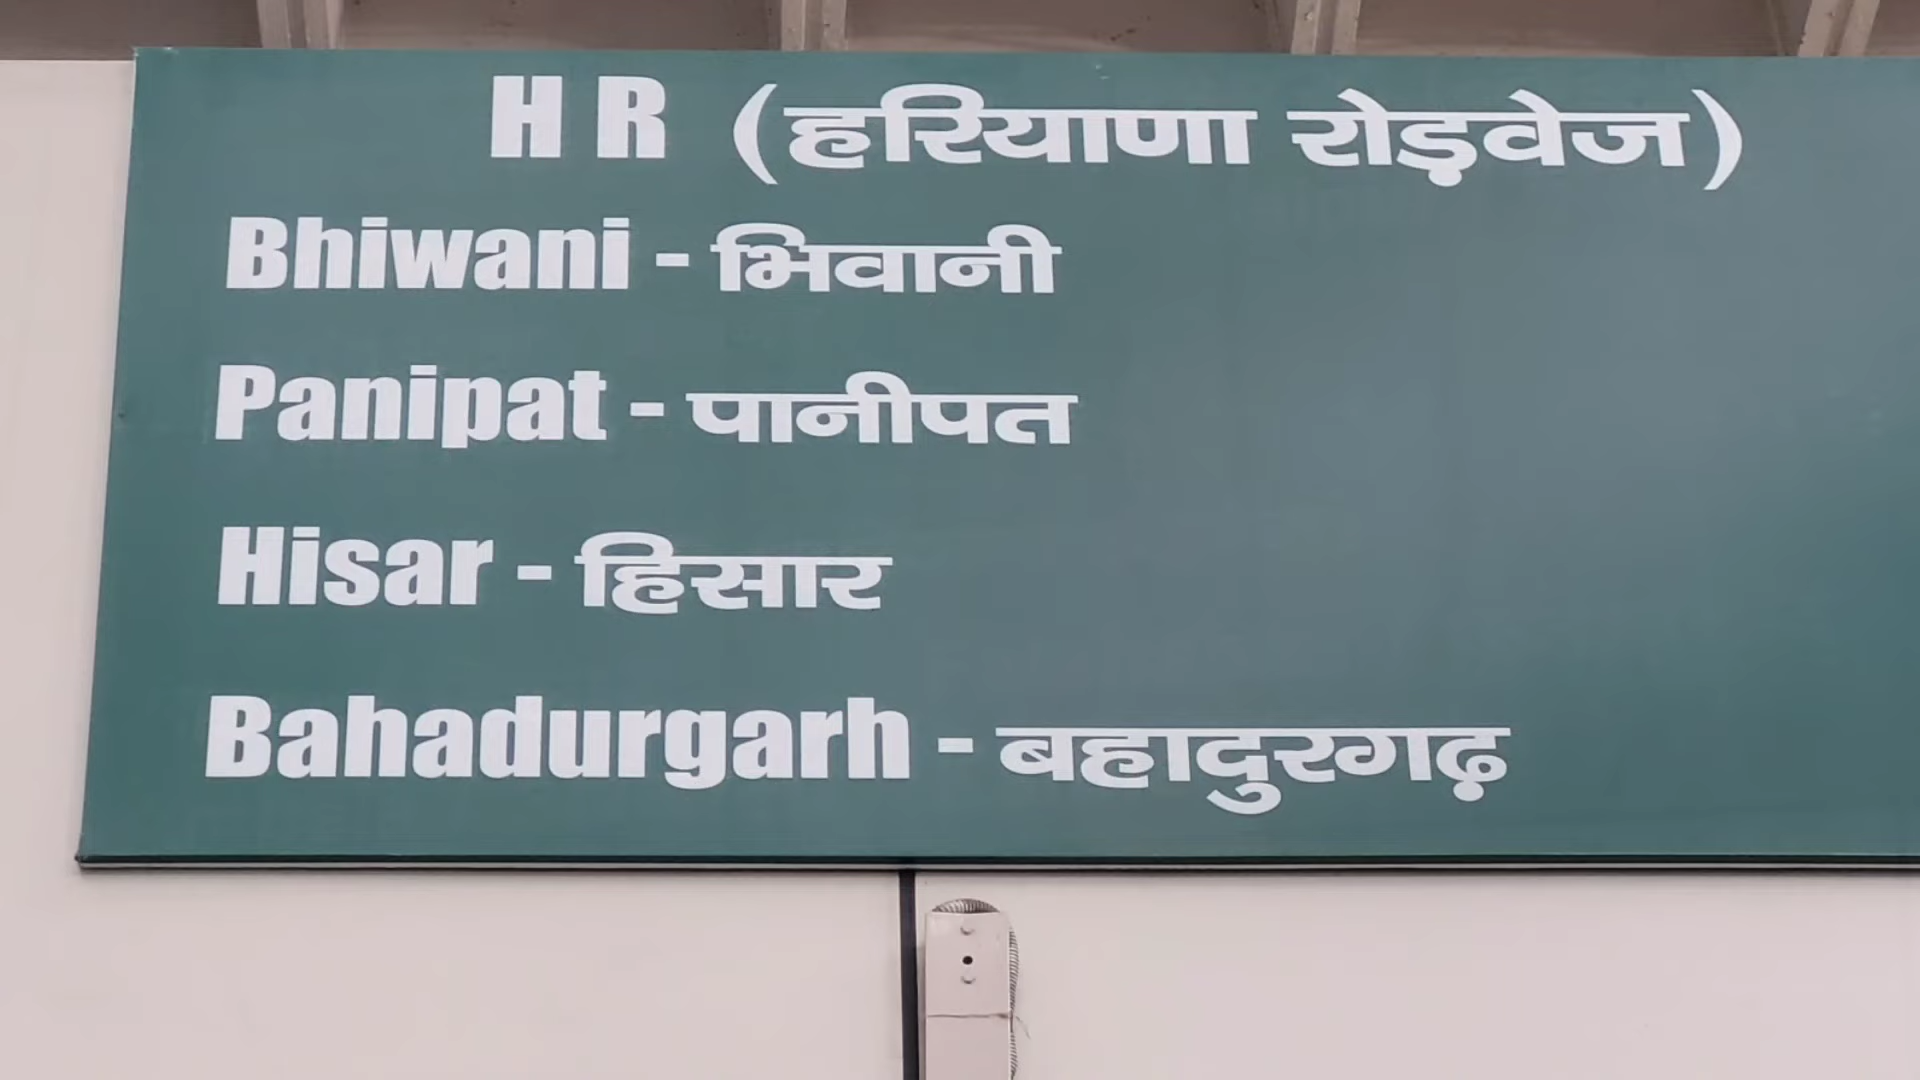 H R (हरियाणा रोड़वेज)
Bhiwani - भिवानी
Panipat - पानीपत
Hisar - हिसार
Bahadurgarh - बहादुरगढ़